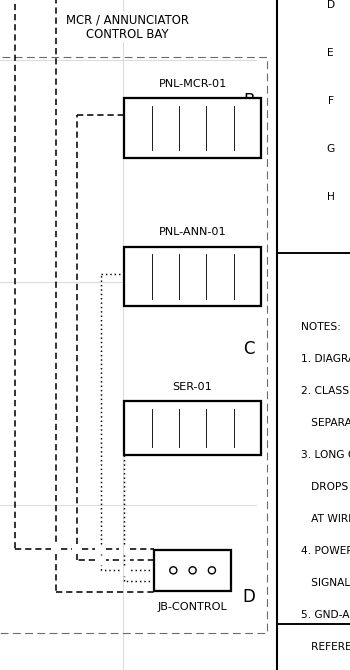 MCR / ANNUNCIATOR
CONTROL BAY
PNL-MCR-01
PNL-ANN-01
C
SER-01
D
JB-CONTROL
D
E
F
G
H
NOTES:
1. DIAGRA
2. CLASS
SEPARA
3. LONG
DROPS
AT WIR
4. POWER
SIGNAL
5. GND-A
REFERE